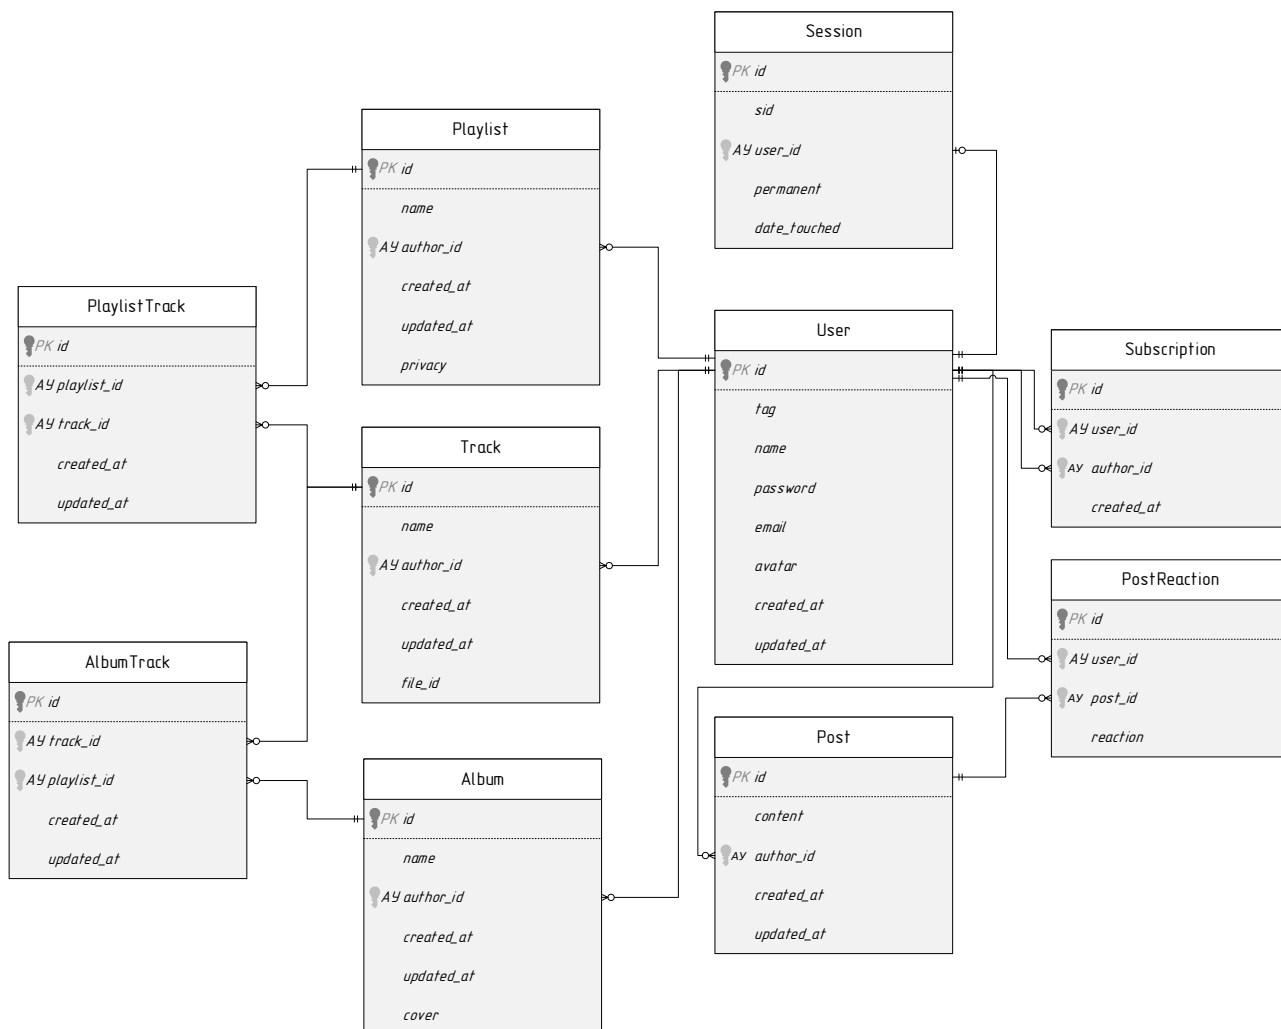 Session
PK id
sid
AY user_id
permanent
date_touched
Playlist
PK id
name
AY author_id
created_at
updated_at
privacy
PlaylistTrack
PK id
AY playlist_id
AY track_id
created_at
updated_at
User
PK id
tag
name
password
email
avatar
created_at
updated_at
Subscription
PK id
AY user_id
AY author_id
created_at
Track
PK id
name
AY author_id
created_at
updated_at
file_id
PostReaction
PK id
AY user_id
AY post_id
reaction
AlbumTrack
PK id
AY track_id
AY playlist_id
created_at
updated_at
Album
PK id
name
AY author_id
created_at
updated_at
cover
Post
PK id
content
AY author_id
created_at
updated_at